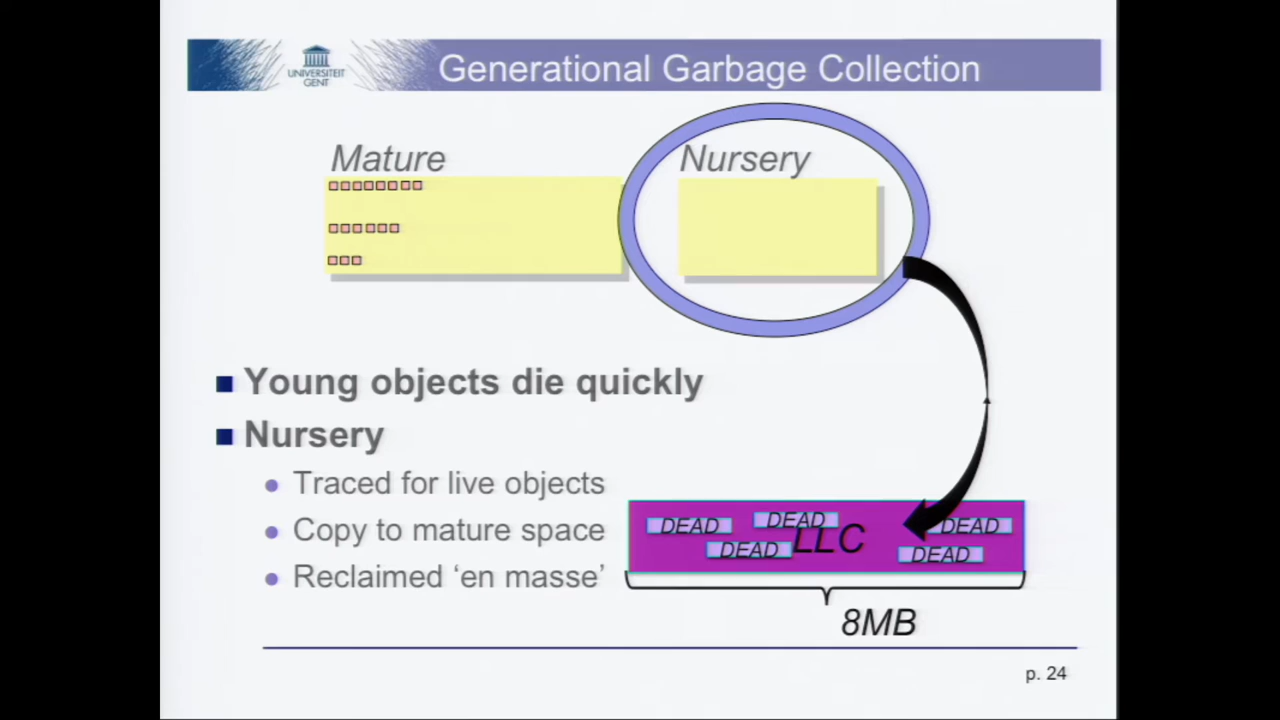 UNIVERSITEIT
GENT
Generational Garbage Collection
Mature
Nursery
■ Young objects die quickly
■ Nursery
● Traced for live objects
● Copy to mature space
● Reclaimed ‘en masse’
DEAD
DEAD
DEAD
LLC
DEAD
DEAD
8MB
p. 24